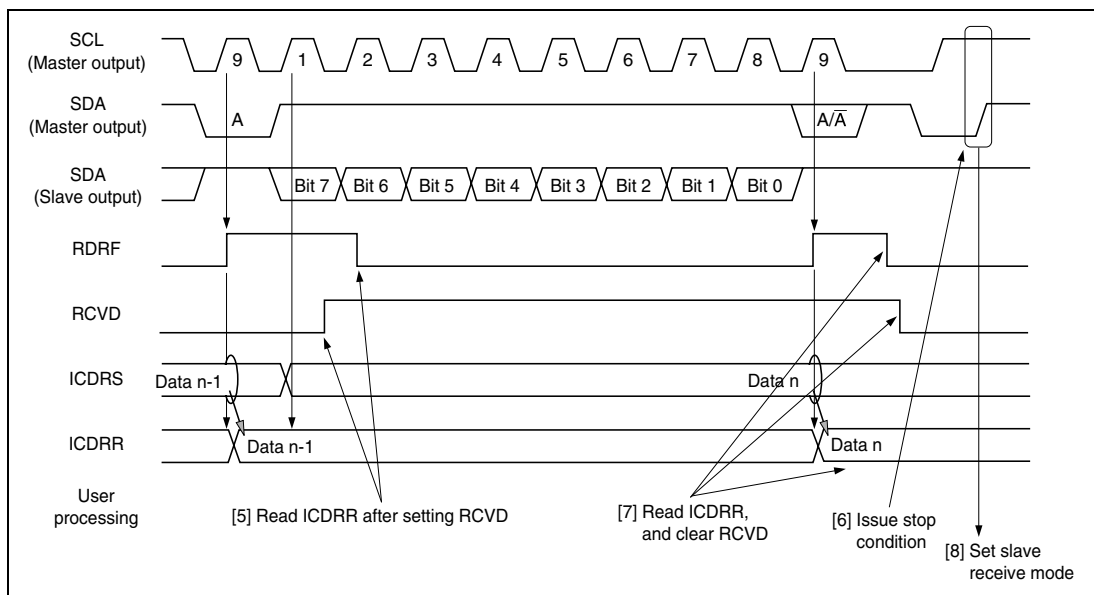 SCL
(Master output)
9 1 2 3 4 5 6 7 8 9
SDA
(Master output)
A A/A̅
SDA
(Slave output)
Bit 7 Bit 6 Bit 5 Bit 4 Bit 3 Bit 2 Bit 1 Bit 0
RDRF
RCVD
ICDRS
Data n-1 Data n
ICDRR
Data n-1 Data n
User
processing
[5] Read ICDRR after setting RCVD
[7] Read ICDRR,
and clear RCVD
[6] Issue stop
condition
[8] Set slave
receive mode